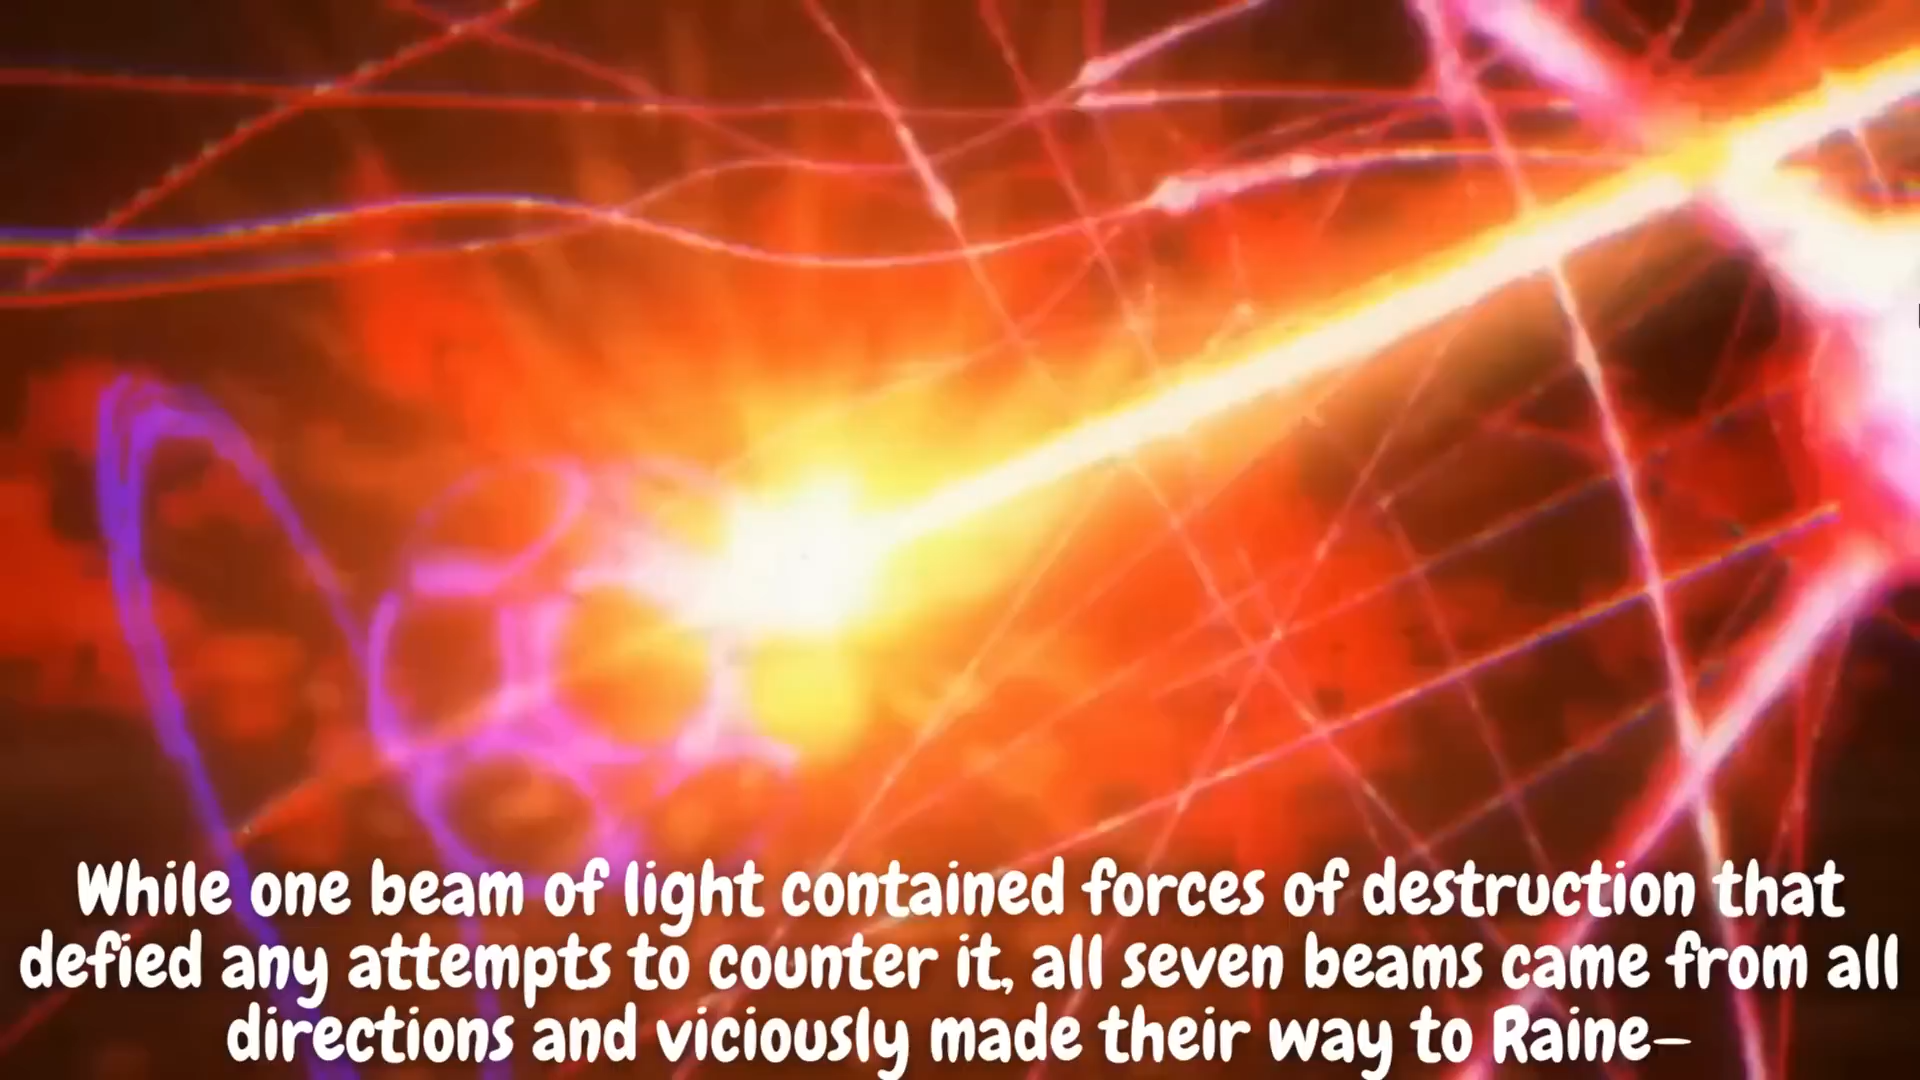 While one beam of light contained forces of destruction that
defied any attempts to counter it, all seven beams came from all
directions and viciously made their way to Raine—